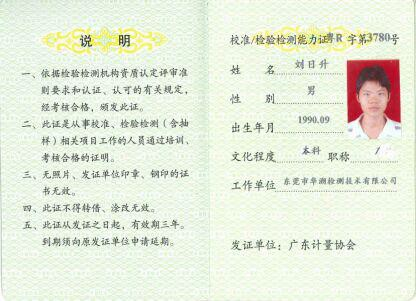 说 明
一、依据检验检测机构资质认定评审准
则要求和认证、认可的有关规定，
经考核合格，颁发此证。
二、此证是从事校准、检验检测（含抽
样）相关项目工作的人员通过培训、
考核合格的证明。
三、无照片、发证单位印章、钢印的证
书无效。
四、此证不得转借、涂改无效。
五、此证从发证之日起，有效期三年。
到期须向原发证单位申请延期。
校准/检验检测能力证粤R 字第3780号
姓 名 刘日升
性 别 男
出生年月 1990.09
文化程度 本科 职称 /
工作单位 东莞市华溯检测技术有限公司
发证单位：广东计量协会